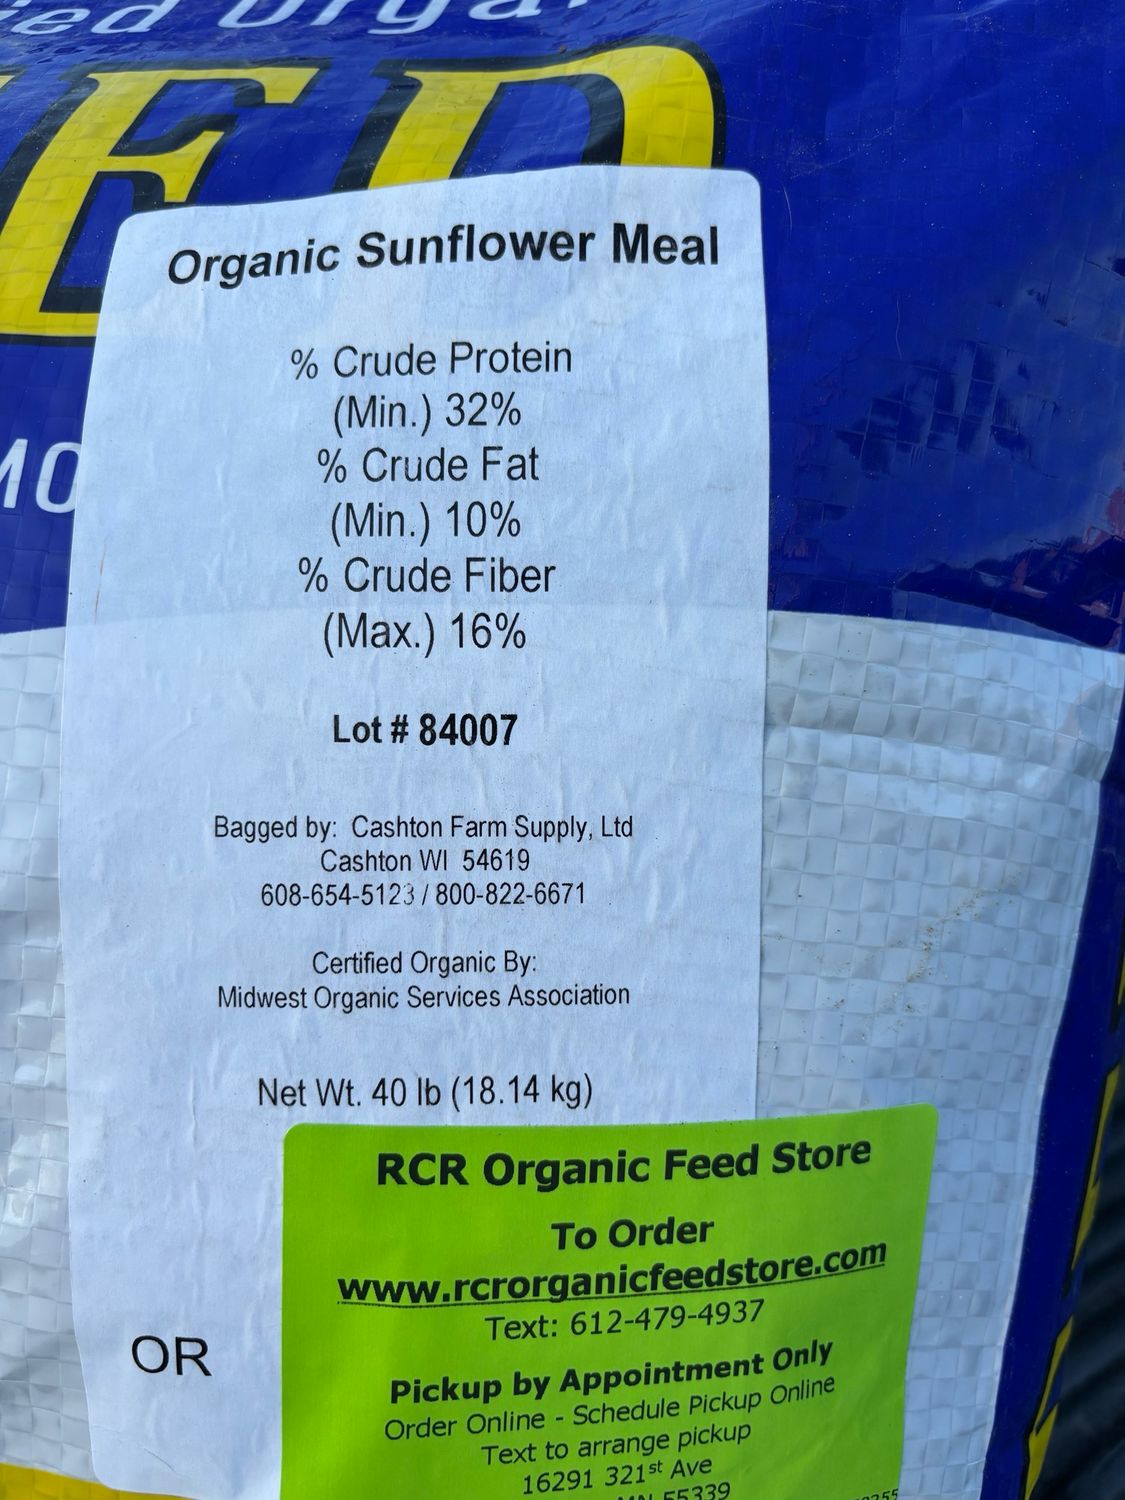 Organic Sunflower Meal
% Crude Protein
(Min.) 32%
% Crude Fat
(Min.) 10%
% Crude Fiber
(Max.) 16%
Lot # 84007
Bagged by: Cashton Farm Supply, Ltd
Cashton WI 54619
608-654-5123 / 800-822-6671
Certified Organic By:
Midwest Organic Services Association
Net Wt. 40 lb (18.14 kg)
OR
RCR Organic Feed Store
To Order
www.rcrorganicfeedstore.com
Text: 612-479-4937
Pickup by Appointment Only
Order Online - Schedule Pickup Online
Text to arrange pickup
16291 321st Ave
MN 55339